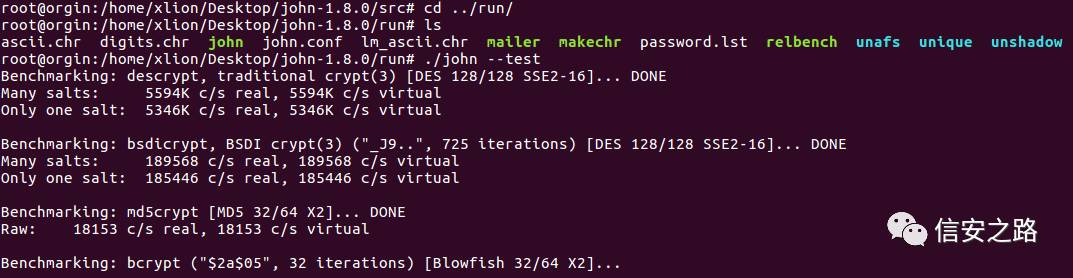 root@orgin:/home/xlion/Desktop/john-1.8.0/src# cd ../run/
root@orgin:/home/xlion/Desktop/john-1.8.0/run# ls
ascii.chr  digits.chr  john  john.conf  lm_ascii.chr  mailer  makechr  password.lst  relbench  unafs  unique  unshadow
root@orgin:/home/xlion/Desktop/john-1.8.0/run# ./john --test
Benchmarking: descrypt, traditional crypt(3) [DES 128/128 SSE2-16]... DONE
Many salts:     5594K c/s real, 5594K c/s virtual
Only one salt:  5346K c/s real, 5346K c/s virtual
Benchmarking: bsdicrypt, BSDI crypt(3) ("_J9..", 725 iterations) [DES 128/128 SSE2-16]... DONE
Many salts:     189568 c/s real, 189568 c/s virtual
Only one salt:  185446 c/s real, 185446 c/s virtual
Benchmarking: md5crypt [MD5 32/64 X2]... DONE
Raw:    18153 c/s real, 18153 c/s virtual
Benchmarking: bcrypt ("$2a$05", 32 iterations) [Blowfish 32/64 X2]...
信安之路